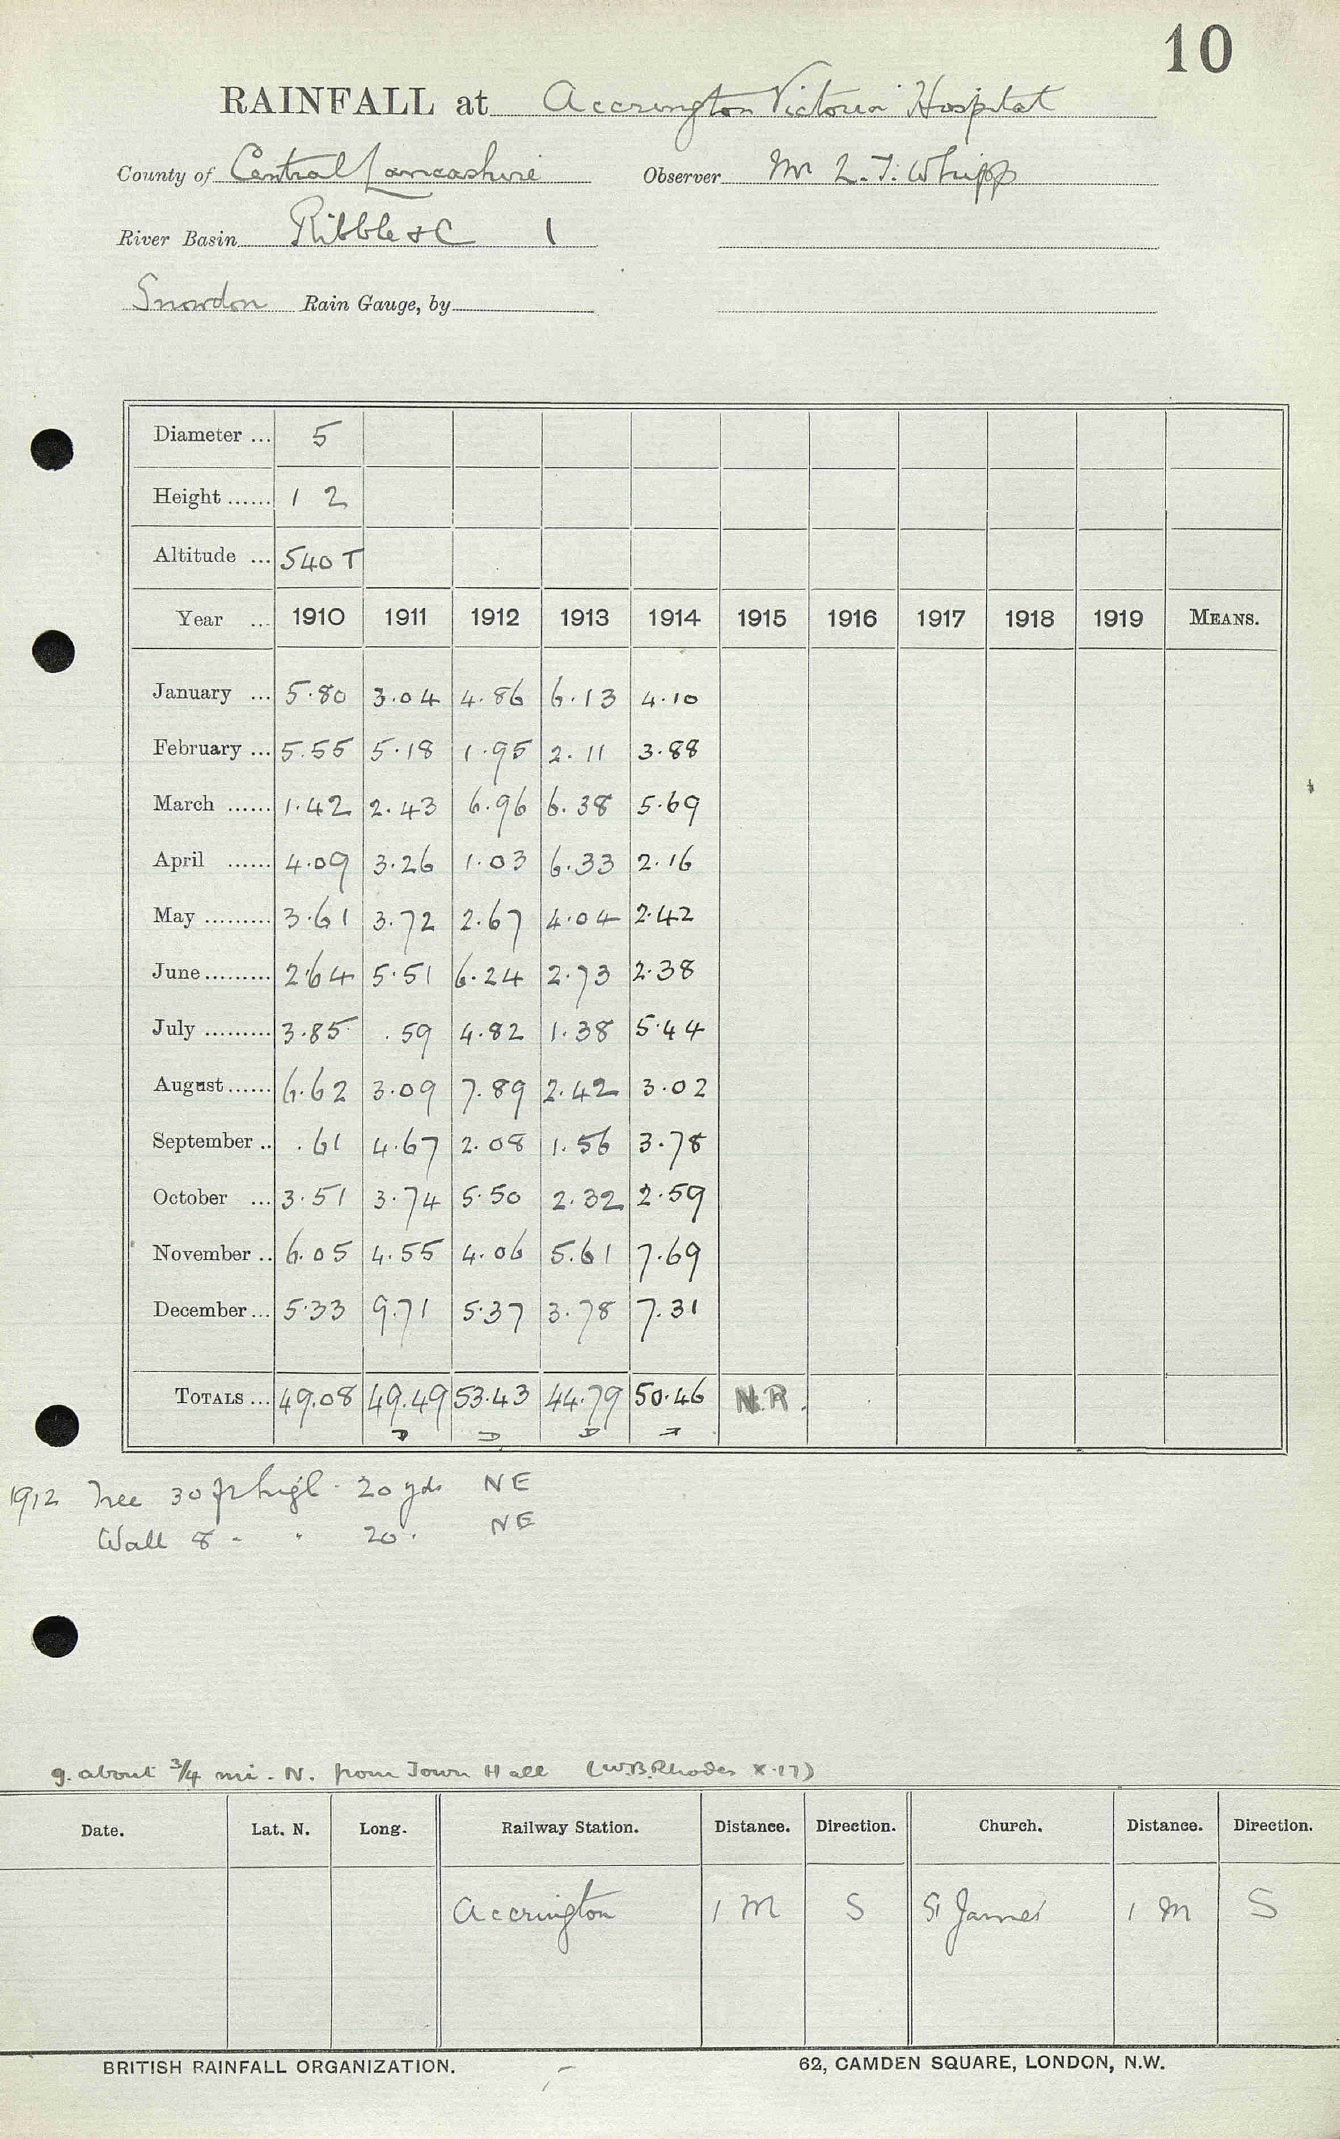 10
RAINFALL at Accrington Victoria Hospital
County of Central Lancashire Observer Mr L. T. Whipp
River Basin Ribble &c 1
Snowdon Rain Gauge, by
Diameter ... 5
Height ...... 1 2
Altitude ... 540 T
Year ... 1910 1911 1912 1913 1914 1915 1916 1917 1918 1919 MEANS.
January ... 5.80 3.04 4.86 6.13 4.10
February ... 5.55 5.18 1.95 2.11 3.88
March ...... 1.42 2.43 6.96 6.38 5.69
April ...... 4.09 3.26 1.03 6.33 2.16
May ......... 3.61 3.72 2.67 4.04 2.42
June ......... 2.64 5.51 6.24 2.73 2.38
July ......... 3.85 .59 4.82 1.38 5.44
August ...... 6.62 3.09 7.89 2.42 3.02
September .. .61 4.67 2.08 1.56 3.78
October ... 3.51 3.74 5.50 2.32 2.59
November .. 6.05 4.55 4.06 5.61 7.69
December ... 5.33 9.71 5.37 3.78 7.31
TOTALS ... 49.08 49.49 53.43 44.79 50.46 N.R.
1912 Tree 30 ft high . 20 yds NE
Wall 8 " " 20 . NE
g. about 3/4 mi. N. from Town Hall (W.B. Rhodes X.17)
Date. Lat. N. Long. Railway Station. Distance. Direction. Church. Distance. Direction.
Accrington 1 M S St James' 1 M S
BRITISH RAINFALL ORGANIZATION. 62, CAMDEN SQUARE, LONDON, N.W.